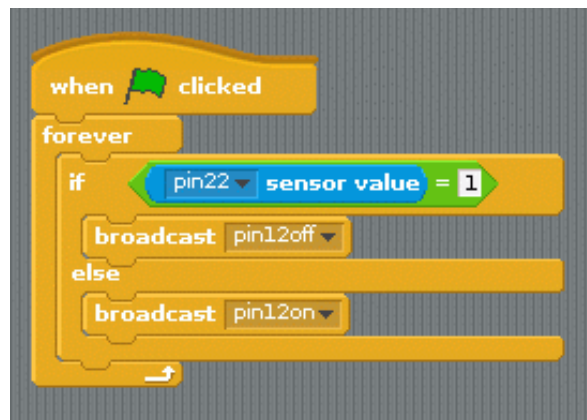 when clicked
forever
if pin22 sensor value = 1
broadcast pin12off
else
broadcast pin12on